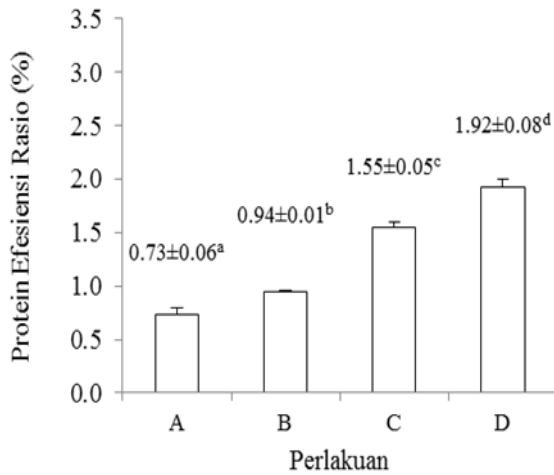 Protein Efesiensi Rasio (%)
3.5
3.0
2.5
2.0
1.5
1.0
0.5
0.0
0.73±0.06ᵃ
0.94±0.01ᵇ
1.55±0.05ᶜ
1.92±0.08ᵈ
A B C D
Perlakuan